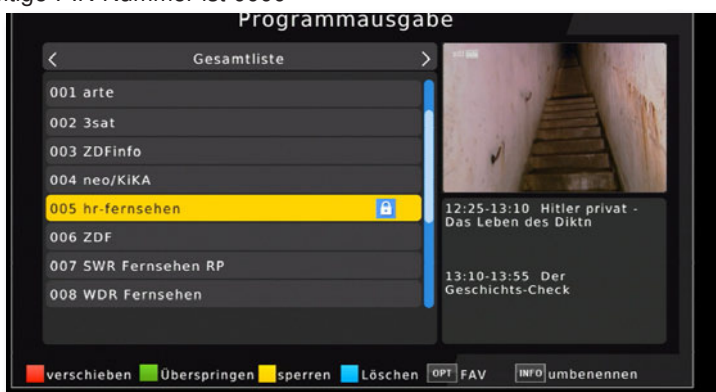 Programmausgabe
Gesamtliste
001 arte
002 3sat
003 ZDFinfo
004 neo/KiKA
005 hr-fernsehen
006 ZDF
007 SWR Fernsehen RP
008 WDR Fernsehen
12:25-13:10 Hitler privat -
Das Leben des Diktn
13:10-13:55 Der
Geschichts-Check
verschieben Überspringen sperren Löschen OPT FAV INFO umbenennen